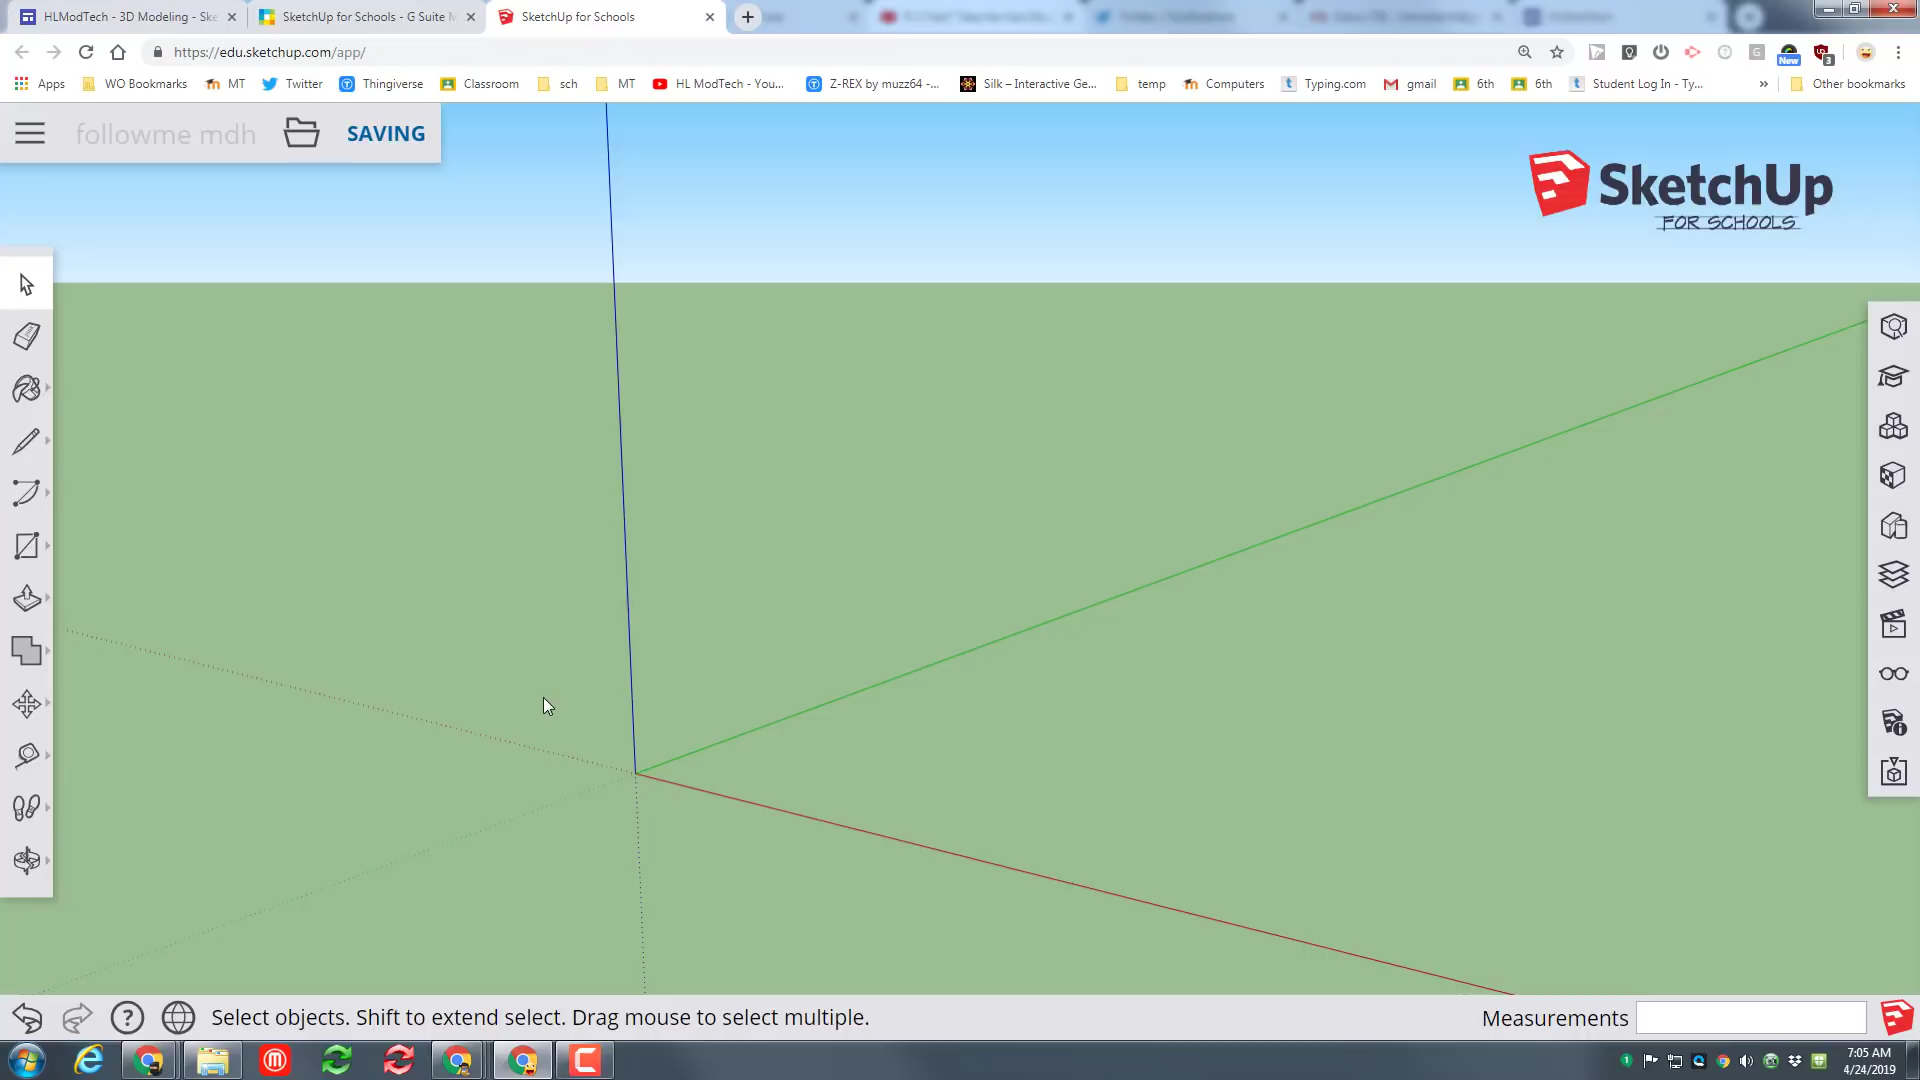 HLModTech - 3D Modeling - Ske
SketchUp for Schools - G Suite M
SketchUp for Schools
https://edu.sketchup.com/app/
New
3
Apps
WO Bookmarks
MT
Twitter
Thingiverse
Classroom
sch
MT
HL ModTech - You...
Z-REX by muzz64 -...
Silk – Interactive Ge...
temp
Computers
Typing.com
gmail
6th
6th
Student Log In - Ty...
Other bookmarks
followme mdh
SAVING
SketchUp
FOR SCHOOLS
Select objects. Shift to extend select. Drag mouse to select multiple.
Measurements
7:05 AM
4/24/2019